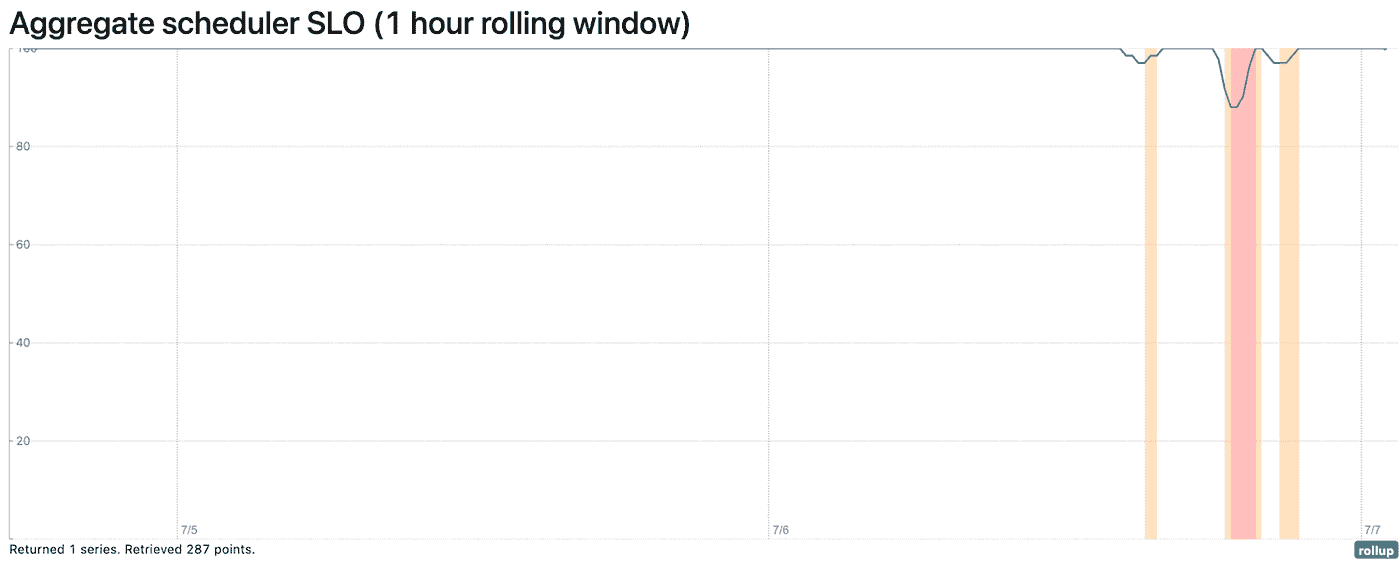 Aggregate scheduler SLO (1 hour rolling window)
100
80
60
40
20
7/5
7/6
7/7
Returned 1 series. Retrieved 287 points.
rollup